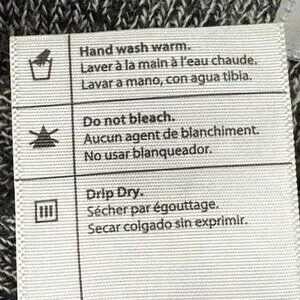 Hand wash warm.
Laver à la main à l'eau chaude.
Lavar a mano, con agua tibia.
Do not bleach.
Aucun agent de blanchiment.
No usar blanqueador.
Drip Dry.
Sécher par égouttage.
Secar colgado sin exprimir.